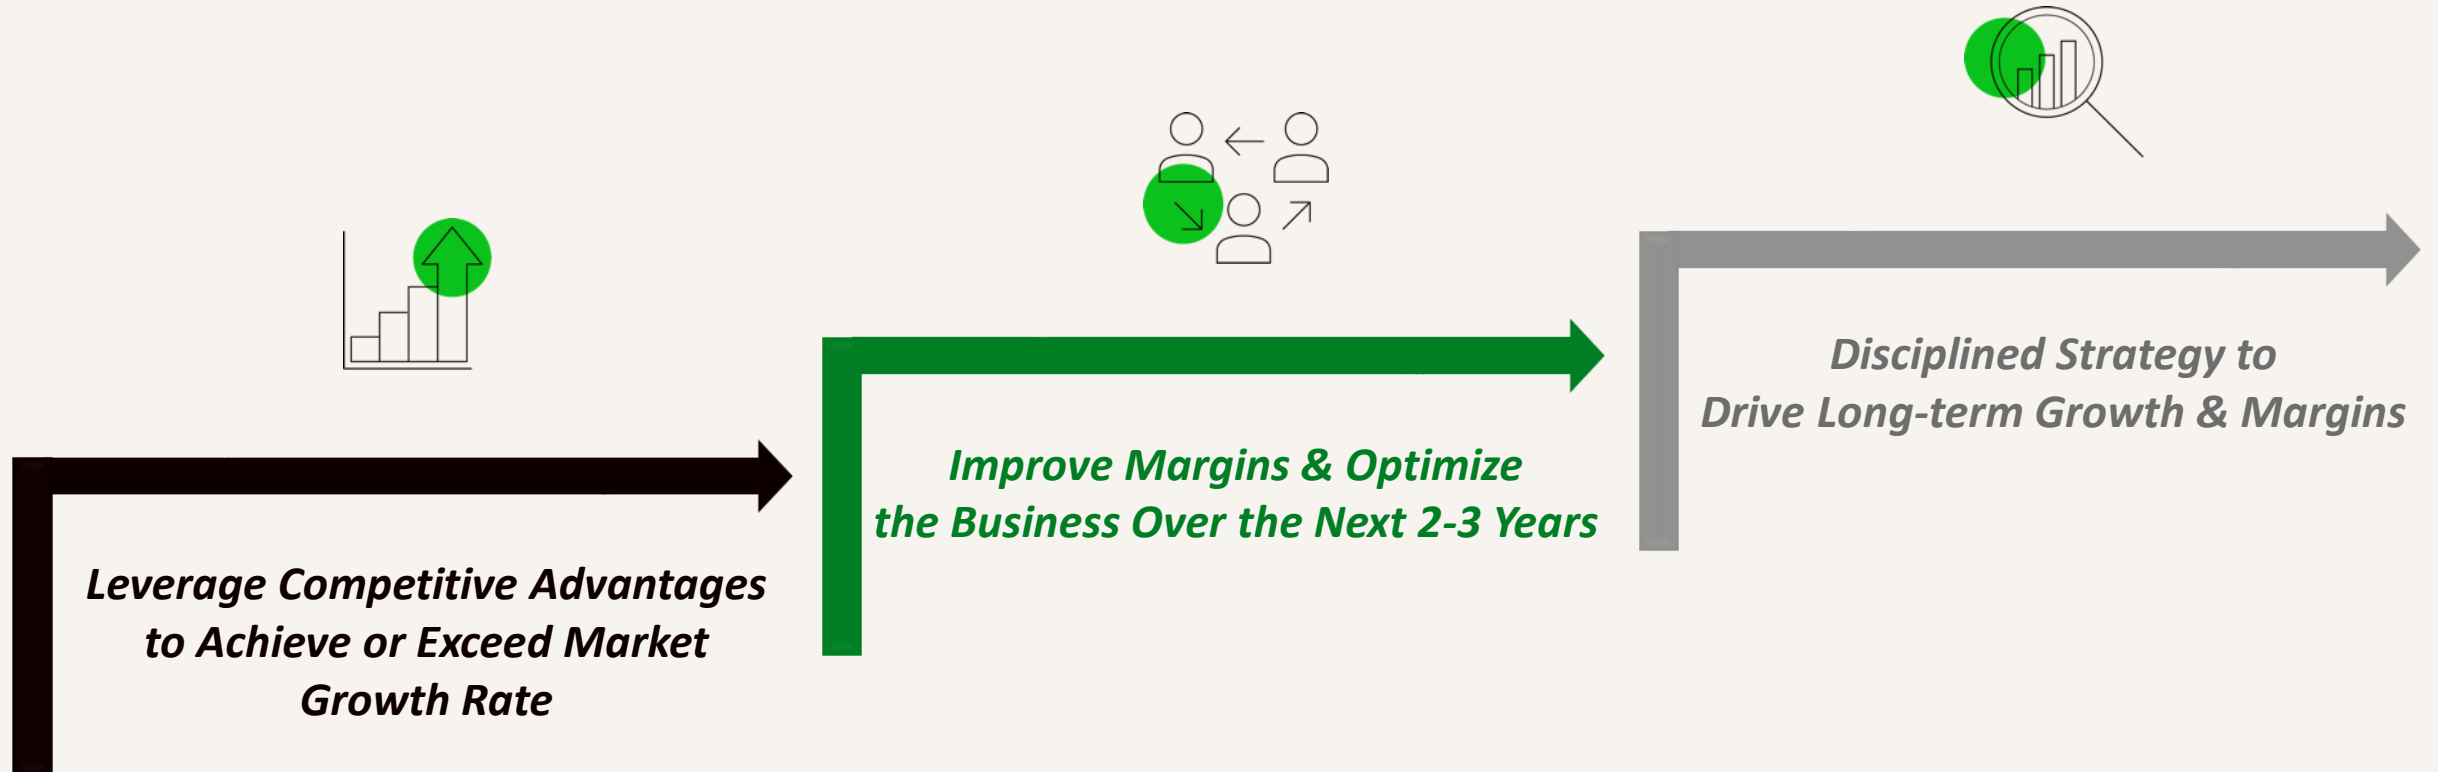 Leverage Competitive Advantages
to Achieve or Exceed Market
Growth Rate
Improve Margins & Optimize
the Business Over the Next 2-3 Years
Disciplined Strategy to
Drive Long-term Growth & Margins